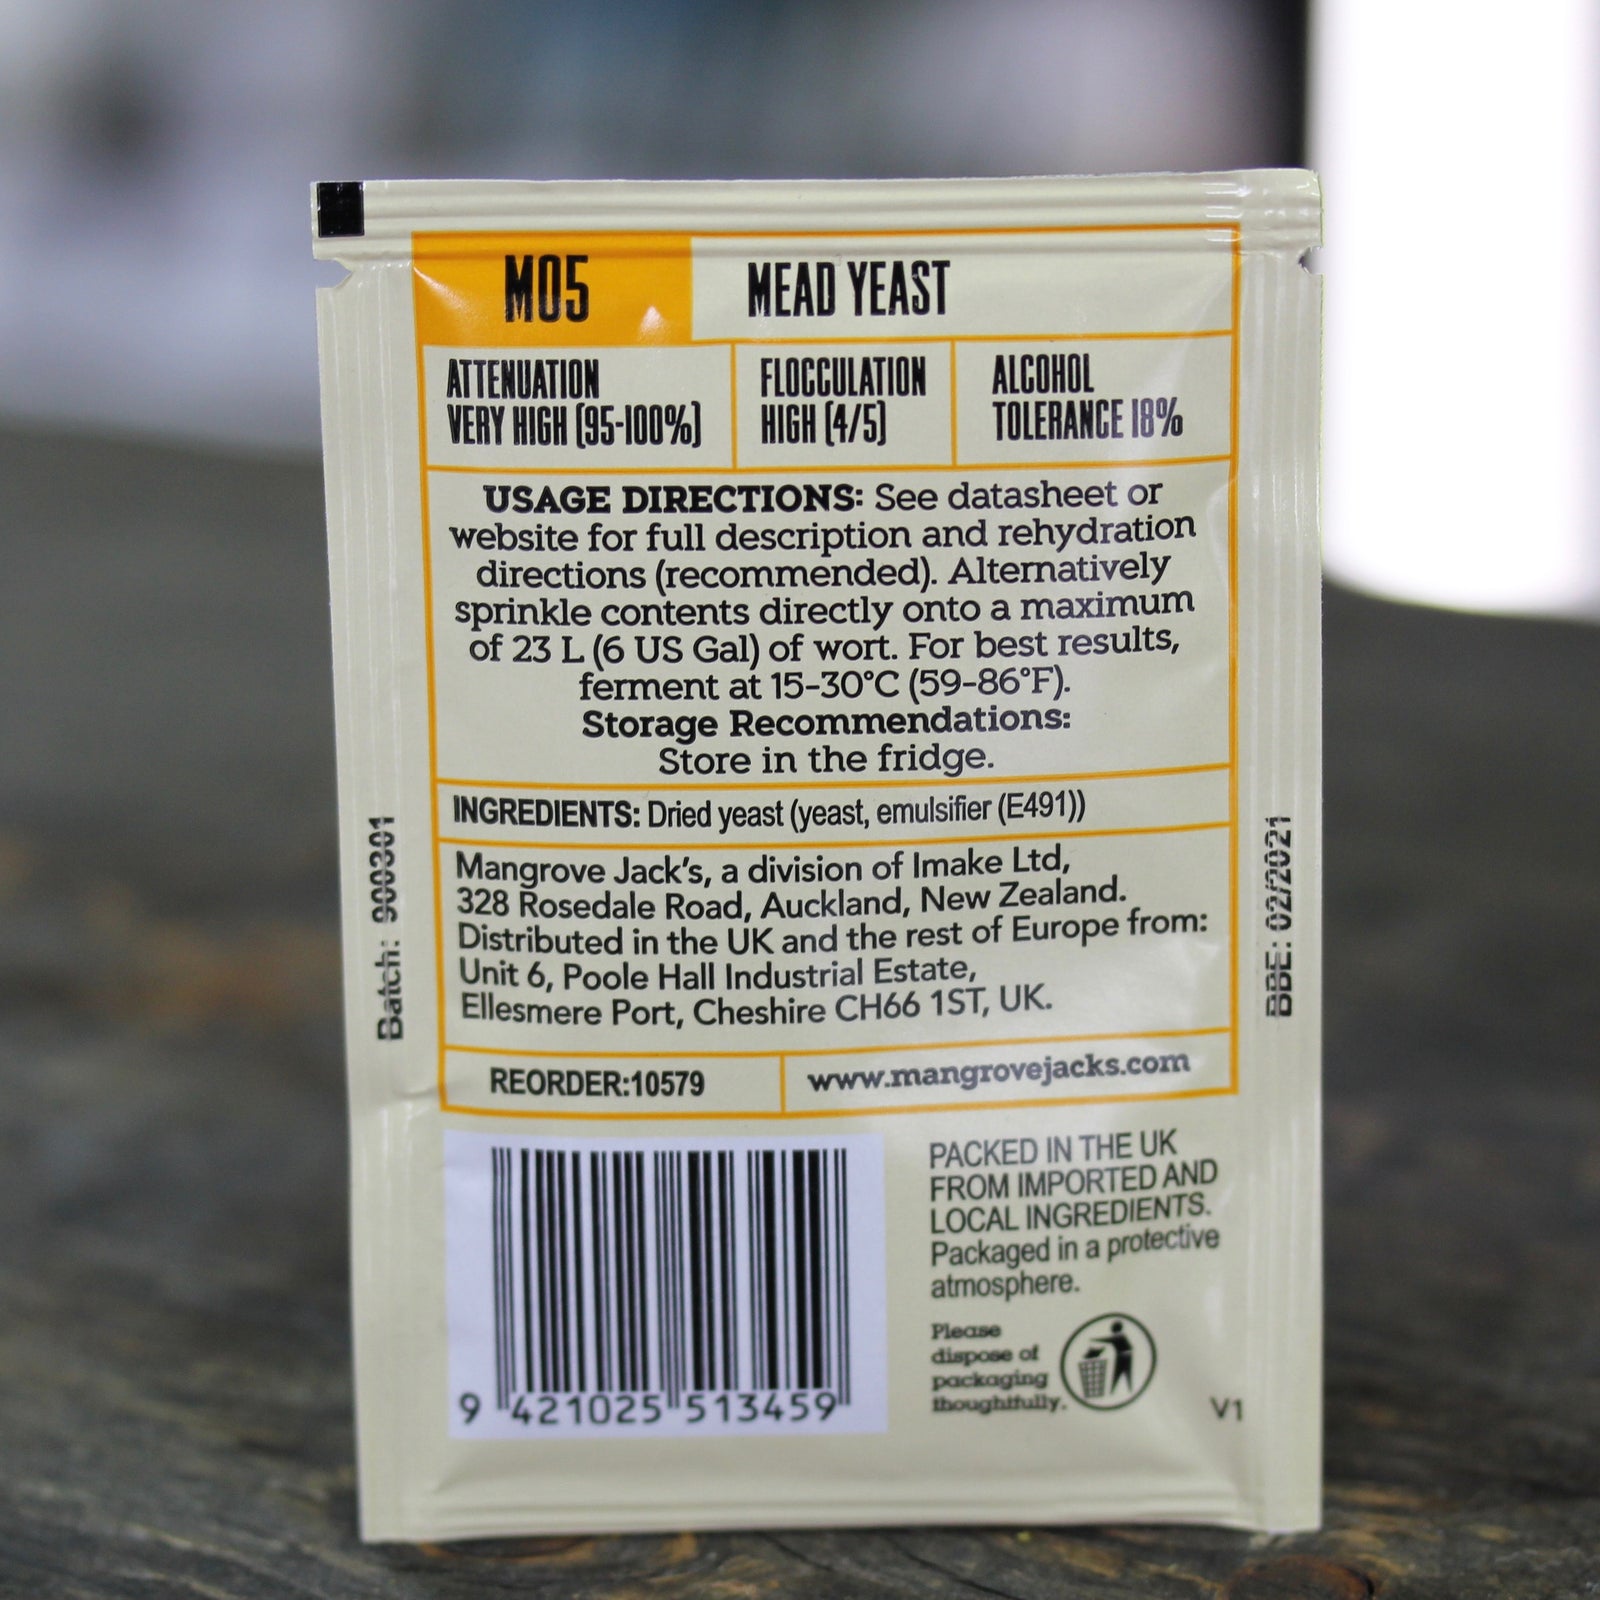 M05
MEAD YEAST
ATTENUATION
VERY HIGH (95-100%)
FLOCCULATION
HIGH (4/5)
ALCOHOL
TOLERANCE 18%
USAGE DIRECTIONS: See datasheet or
website for full description and rehydration
directions (recommended). Alternatively
sprinkle contents directly onto a maximum
of 23 L (6 US Gal) of wort. For best results,
ferment at 15-30°C (59-86°F).
Storage Recommendations:
Store in the fridge.
INGREDIENTS: Dried yeast (yeast, emulsifier (E491))
Mangrove Jack's, a division of Imake Ltd,
328 Rosedale Road, Auckland, New Zealand.
Distributed in the UK and the rest of Europe from:
Unit 6, Poole Hall Industrial Estate,
Ellesmere Port, Cheshire CH66 1ST, UK.
REORDER:10579
www.mangrovejacks.com
Batch: 900301
BBE: 02/2021
9 421025 513459
PACKED IN THE UK
FROM IMPORTED AND
LOCAL INGREDIENTS.
Packaged in a protective
atmosphere.
Please
dispose of
packaging
thoughtfully.
V1